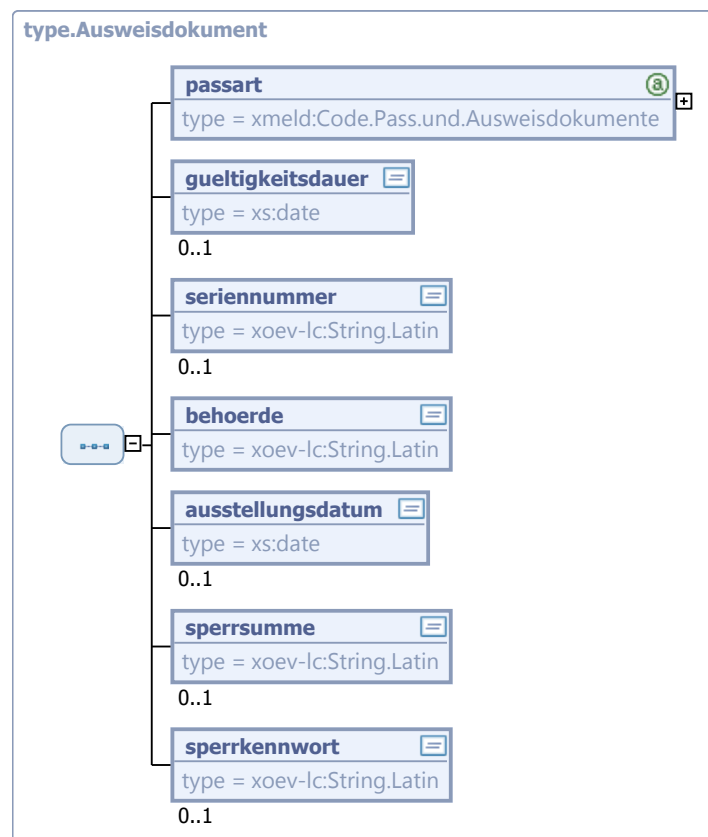 type.Ausweisdokument
passart
type = xmeld:Code.Pass.und.Ausweisdokumente
gueltigkeitsdauer
type = xs:date
0..1
seriennummer
type = xoev-lc:String.Latin
0..1
behoerde
type = xoev-lc:String.Latin
ausstellungsdatum
type = xs:date
0..1
sperrsumme
type = xoev-lc:String.Latin
0..1
sperrkennwort
type = xoev-lc:String.Latin
0..1